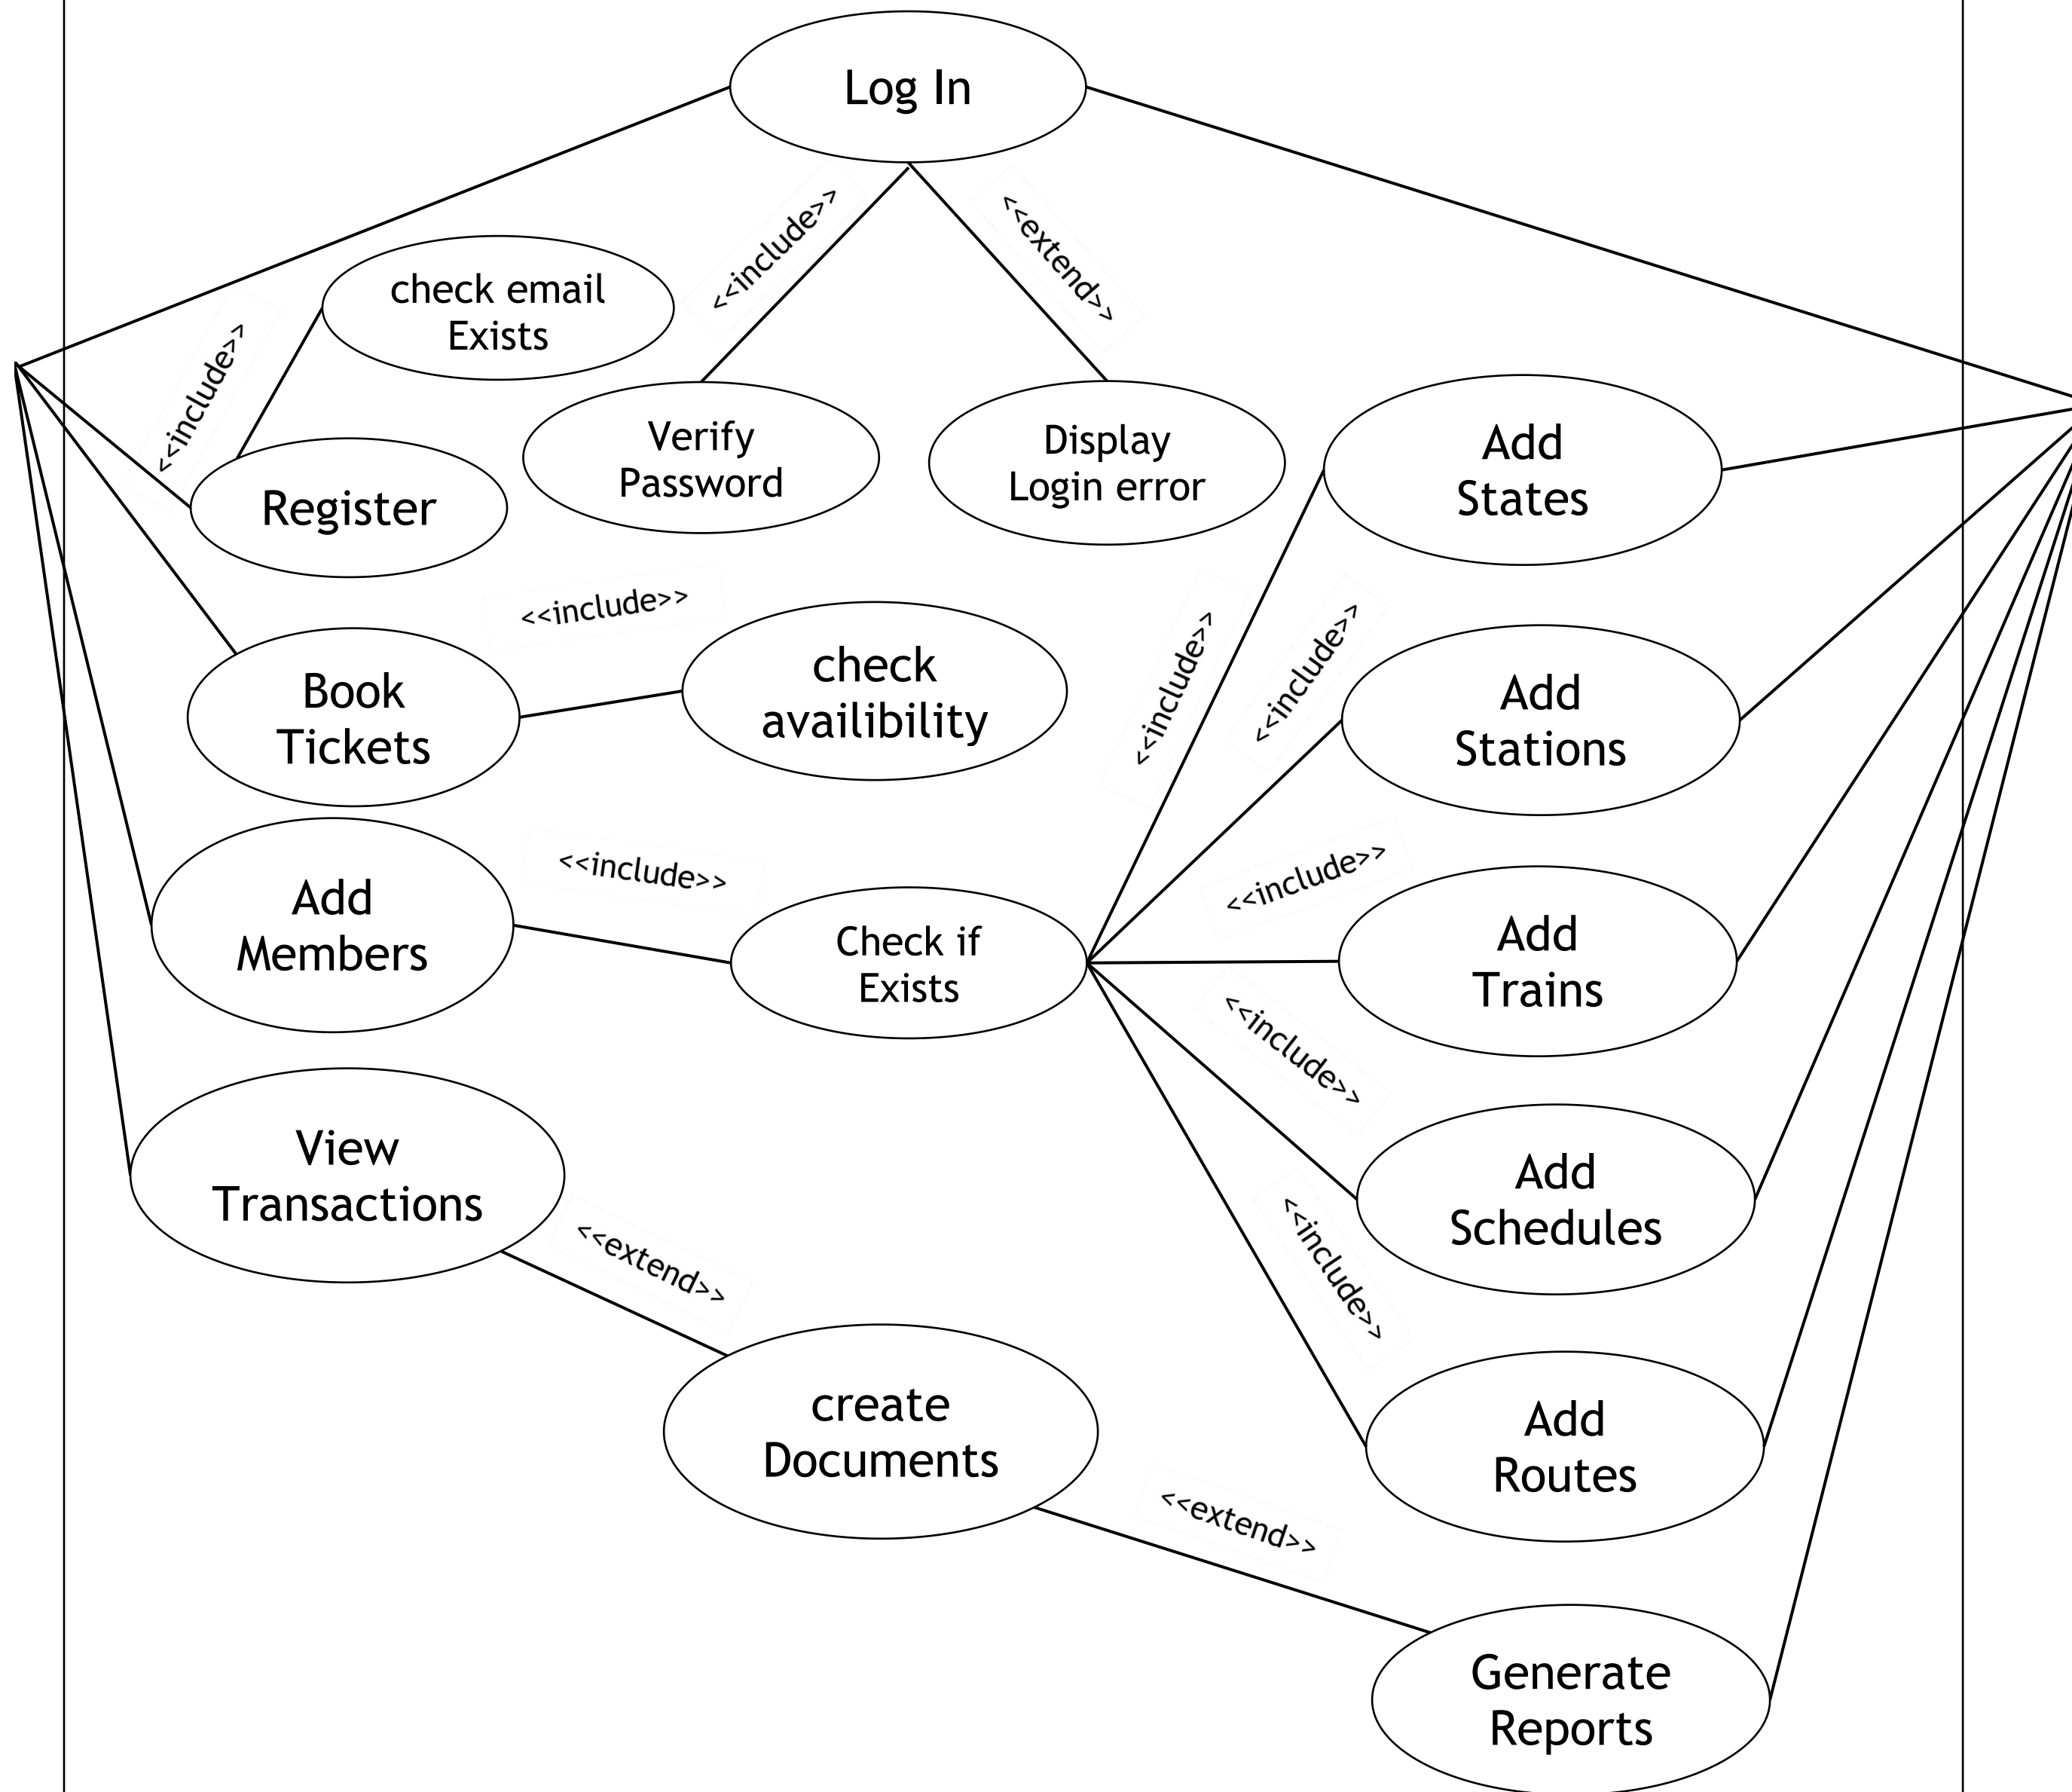 Log In
<<include>>
<<extend>>
check email
Exists
<<include>>
Verify
Password
Display
Login error
Add
States
Register
<<include>>
check
availibility
Book
Tickets
<<include>>
<<include>>
Add
Stations
<<include>>
Add
Members
<<include>>
Check if
Exists
Add
Trains
<<include>>
View
Transactions
Add
Schedules
<<extend>>
<<include>>
create
Documents
Add
Routes
<<extend>>
Generate
Reports